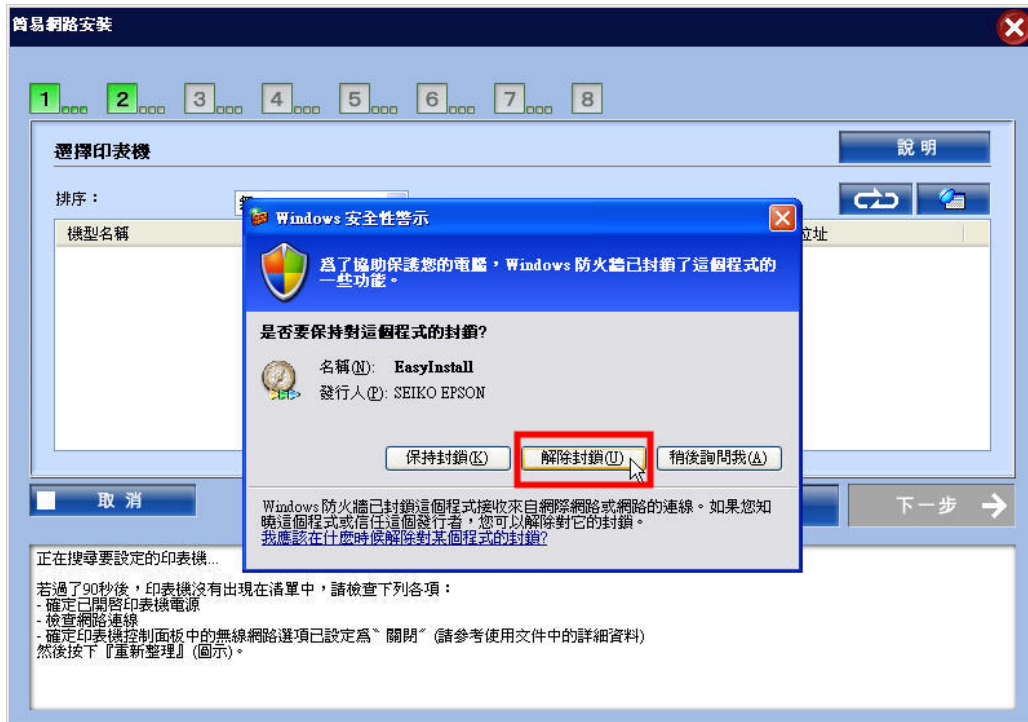 簡易網路安裝
1 2 3 4 5 6 7 8
選擇印表機
說明
排序：
機型名稱
位址
Windows 安全性警示
為了協助保護您的電腦，Windows 防火牆已封鎖了這個程式的
一些功能。
是否要保持對這個程式的封鎖?
名稱(N): EasyInstall
發行人(P): SEIKO EPSON
保持封鎖(K) 解除封鎖(U) 稍後詢問我(A)
Windows 防火牆已封鎖這個程式接收來自網際網路或網路的連線。如果您知
曉這個程式或信任這個發行者，您可以解除對它的封鎖。
我應該在什麼時候解除對某個程式的封鎖?
取消
下一步
正在搜尋要設定的印表機...
若過了90秒後，印表機沒有出現在清單中，請檢查下列各項：
- 確定已開啟印表機電源
- 檢查網路連線
- 確定印表機控制面板中的無線網路選項已設定為〝關閉〞(請參考使用文件中的詳細資料)
然後按下『重新整理』(圖示)。